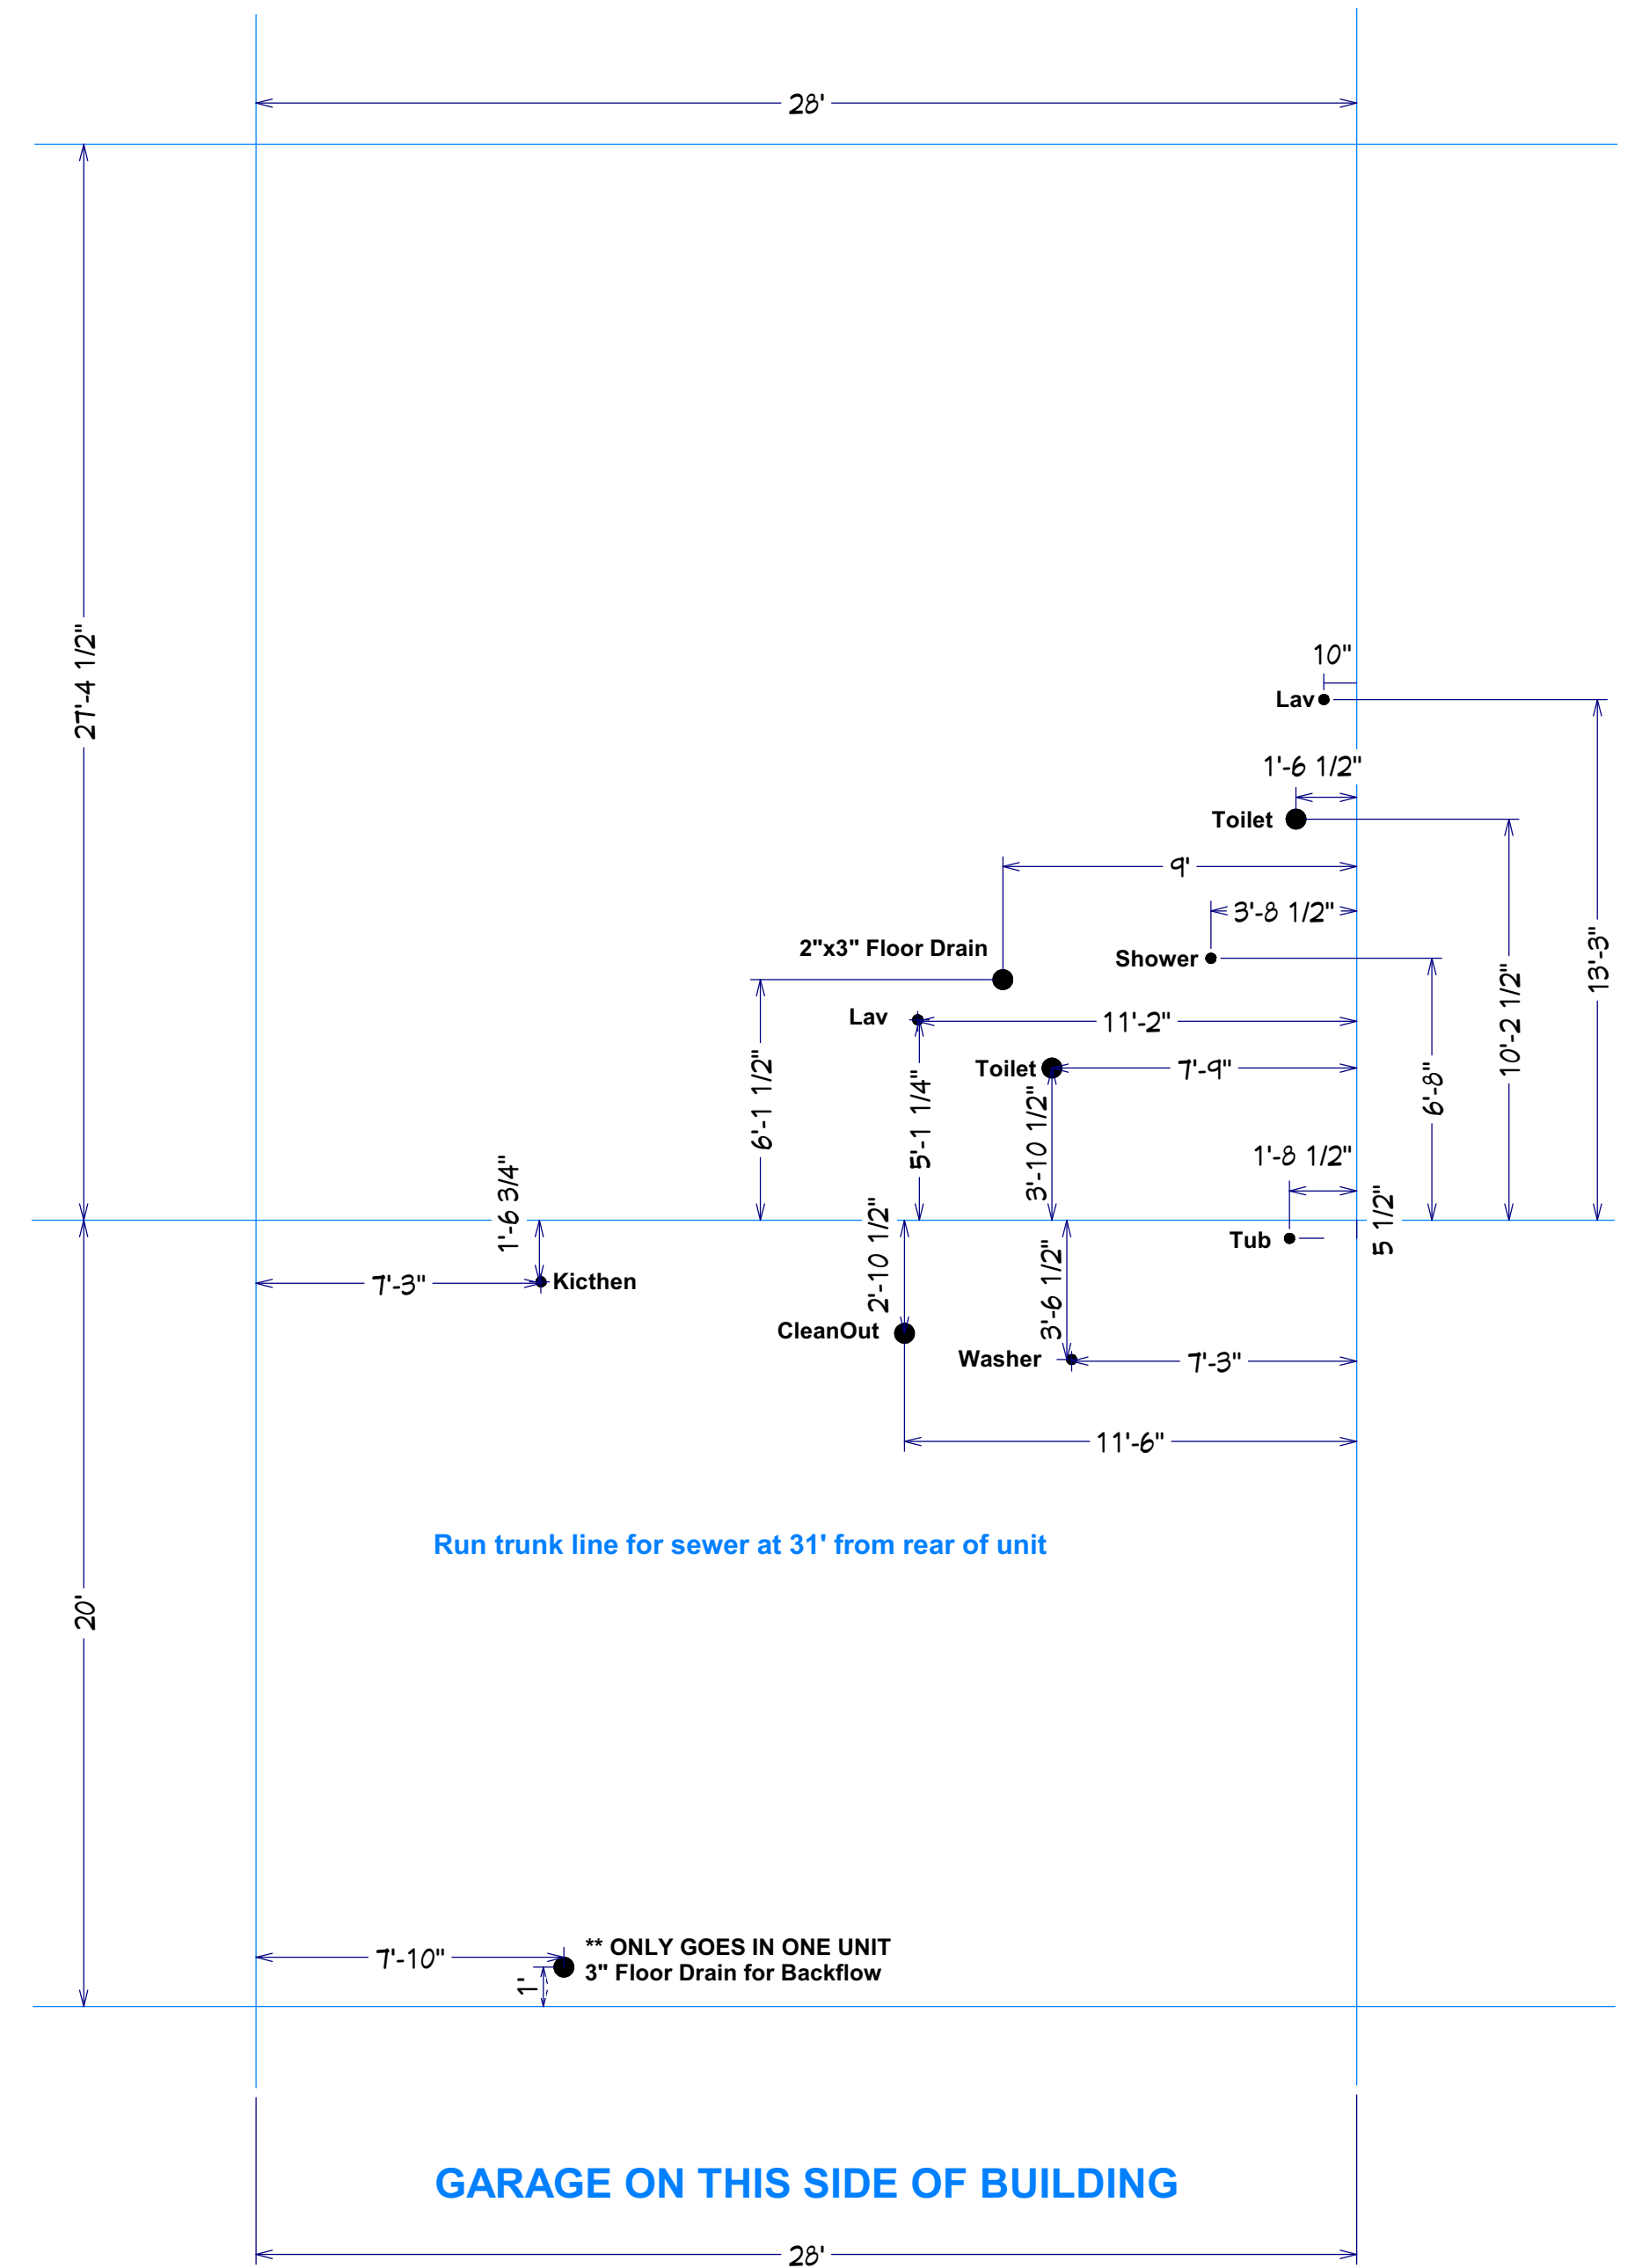 28'
27'-4 1/2"
10"
Lav
1'-6 1/2"
Toilet
9'
3'-8 1/2"
13'-3"
2"x3" Floor Drain
Shower
10'-2 1/2"
Lav
11'-2"
Toilet
7'-9"
6'-8"
6'-1 1/2"
5'-1 1/4"
3'-10 1/2"
1'-8 1/2"
1'-6 3/4"
5 1/2"
Tub
2'-10 1/2"
7'-3"
Kicthen
3'-6 1/2"
CleanOut
Washer
7'-3"
11'-6"
Run trunk line for sewer at 31' from rear of unit
20'
** ONLY GOES IN ONE UNIT
7'-10"
3" Floor Drain for Backflow
1'
GARAGE ON THIS SIDE OF BUILDING
28'